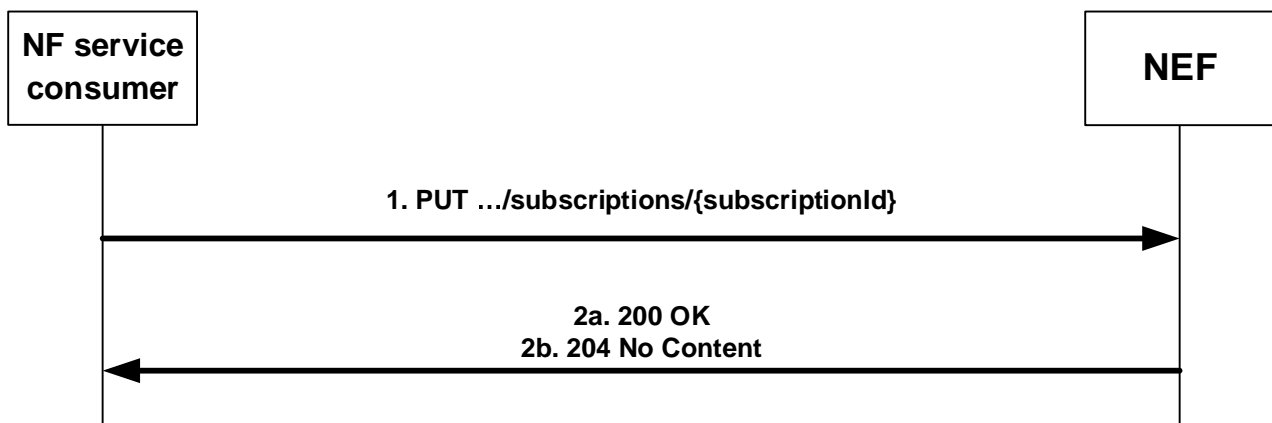 NF service
consumer
NEF
1. PUT …/subscriptions/{subscriptionId}
2a. 200 OK
2b. 204 No Content